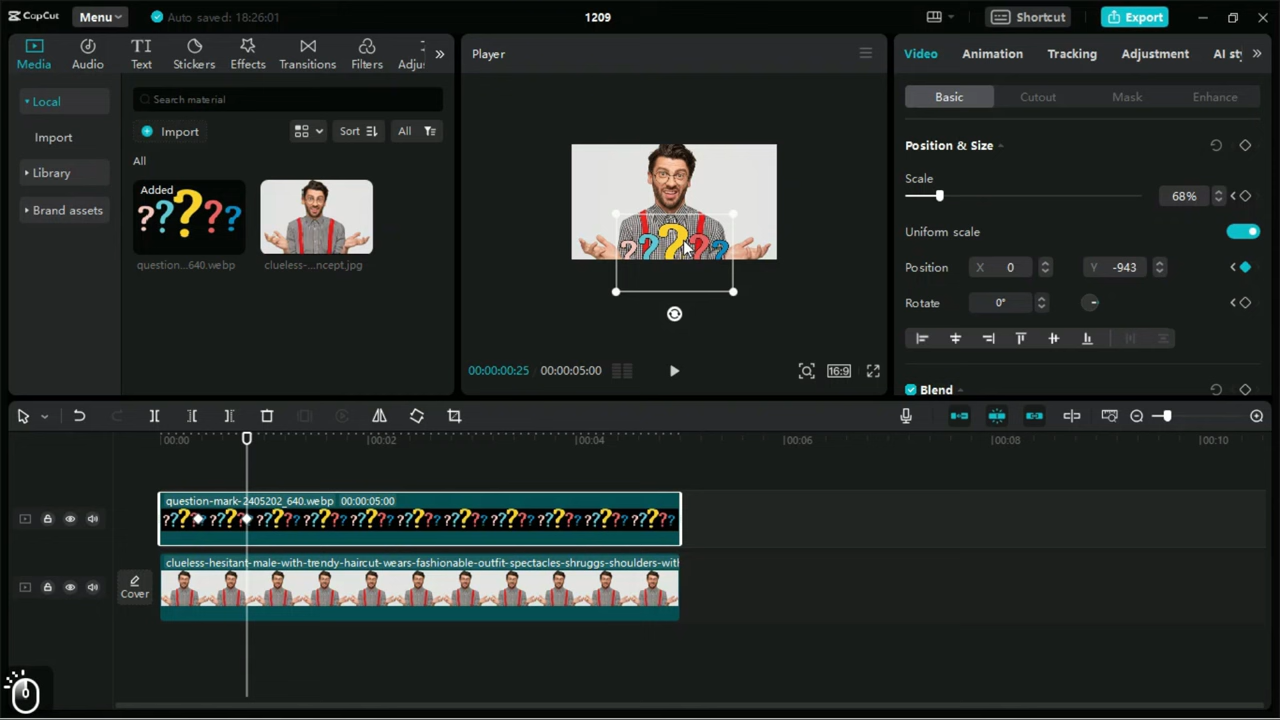 CapCut
Menu
Auto saved: 18:26:01
1209
Shortcut
Export
Media
Audio
Text
Stickers
Effects
Transitions
Filters
Adju
Local
Import
Library
Brand assets
Search material
Import
Sort
All
All
Added
question...640.webp
clueless-...ncept.jpg
Player
00:00:00:25
00:00:05:00
16:9
Video
Animation
Tracking
Adjustment
AI sty
Basic
Cutout
Mask
Enhance
Position & Size
Scale
68%
Uniform scale
Position
X
0
Y
-943
Rotate
0°
Blend
00:00
00:02
00:04
00:06
00:08
00:10
question-mark-2405202_640.webp 00:00:05:00
Cover
clueless-hesitant-male-with-trendy-haircut-wears-fashionable-outfit-spectacles-shruggs-shoulders-with